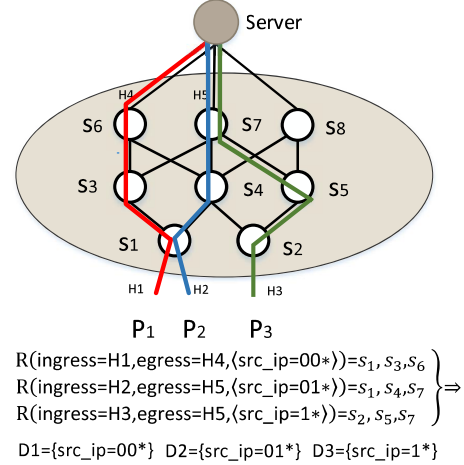 Server
H4 H5
S6 S7 S8
S3 S4 S5
S1 S2
H1 H2 H3
P1 P2 P3
R(ingress=H1,egress=H4,⟨src_ip=00*⟩)=s1, s3,s6
R(ingress=H2,egress=H5,⟨src_ip=01*⟩)=s1, s4,s7
R(ingress=H3,egress=H5,⟨src_ip=1*⟩)=s2, s5,s7
⇒
D1={src_ip=00*} D2={src_ip=01*} D3={src_ip=1*}